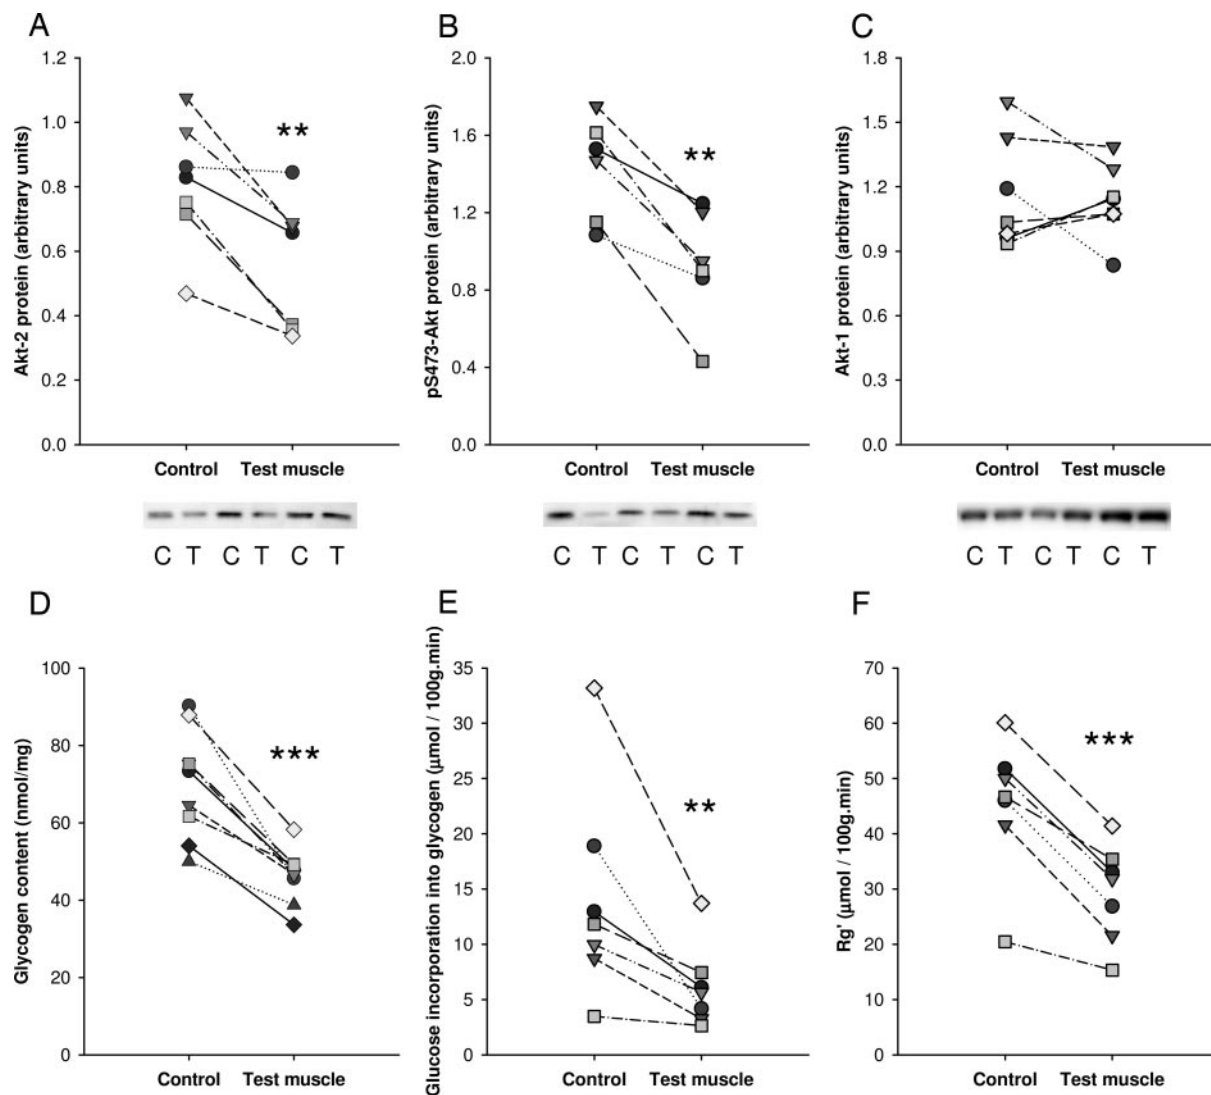 A
B
C
Akt-2 protein (arbitrary units)
1.2
1.0
0.8
0.6
0.4
0.2
0.0
**
Control Test muscle
C T C T C T
pS473-Akt protein (arbitrary units)
2.0
1.6
1.2
0.8
0.4
0.0
**
Control Test muscle
C T C T C T
Akt-1 protein (arbitrary units)
1.8
1.5
1.2
0.9
0.6
0.3
0.0
Control Test muscle
C T C T C T
D
E
F
Glycogen content (nmol/mg)
100
80
60
40
20
0
***
Control Test muscle
Glucose incorporation into glycogen (μmol / 100g.min)
35
30
25
20
15
10
5
0
**
Control Test muscle
Rg' (μmol / 100g.min)
70
60
50
40
30
20
10
0
***
Control Test muscle